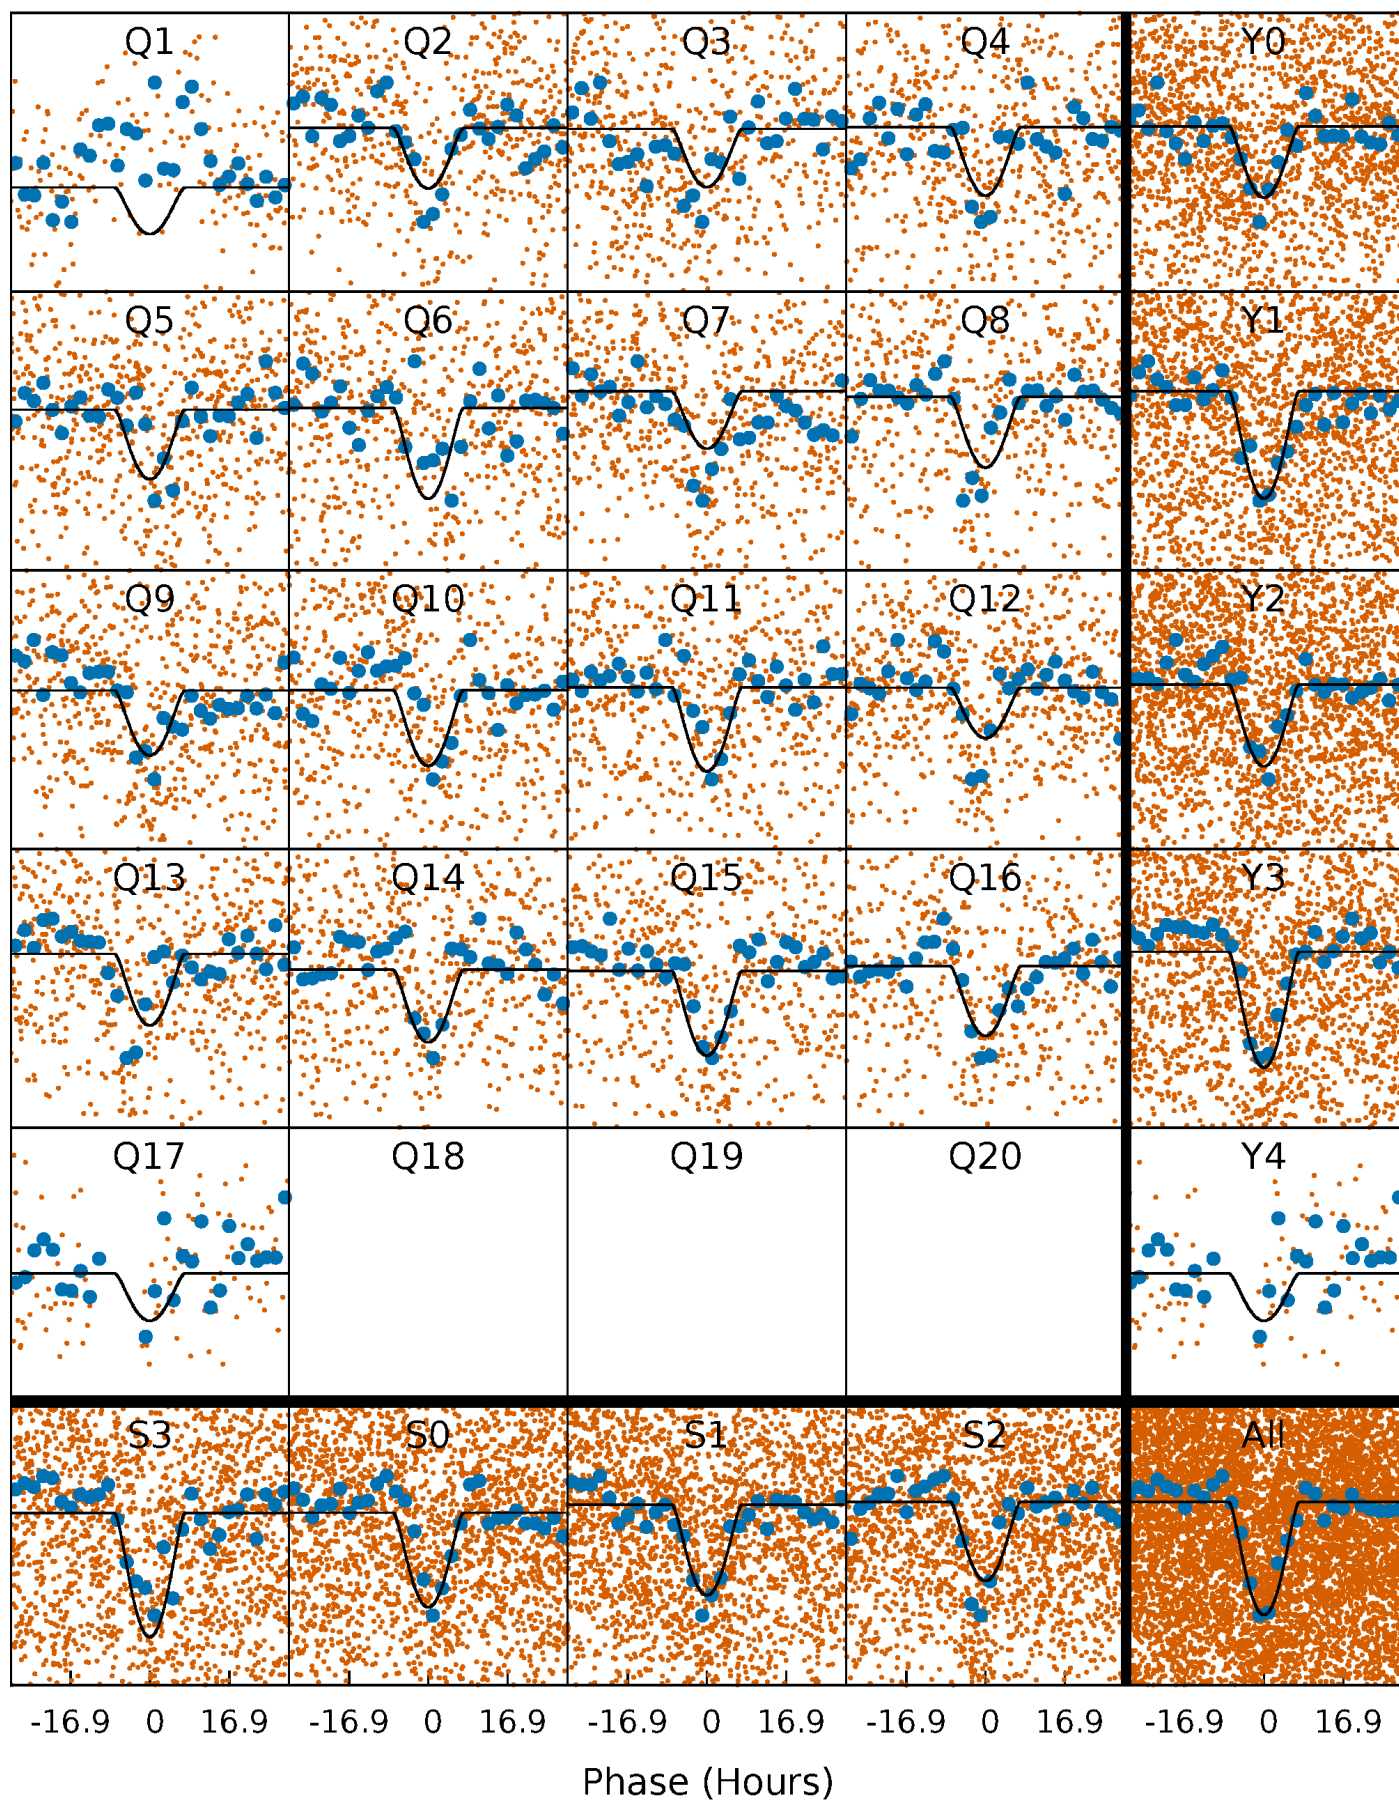 Q1 Q2 Q3 Q4 Y0
Q5 Q6 Q7 Q8 Y1
Q9 Q10 Q11 Q12 Y2
Q13 Q14 Q15 Q16 Y3
Q17 Q18 Q19 Q20 Y4
S3 S0 S1 S2 All
-16.9 0 16.9 -16.9 0 16.9 -16.9 0 16.9 -16.9 0 16.9 -16.9 0 16.9
Phase (Hours)